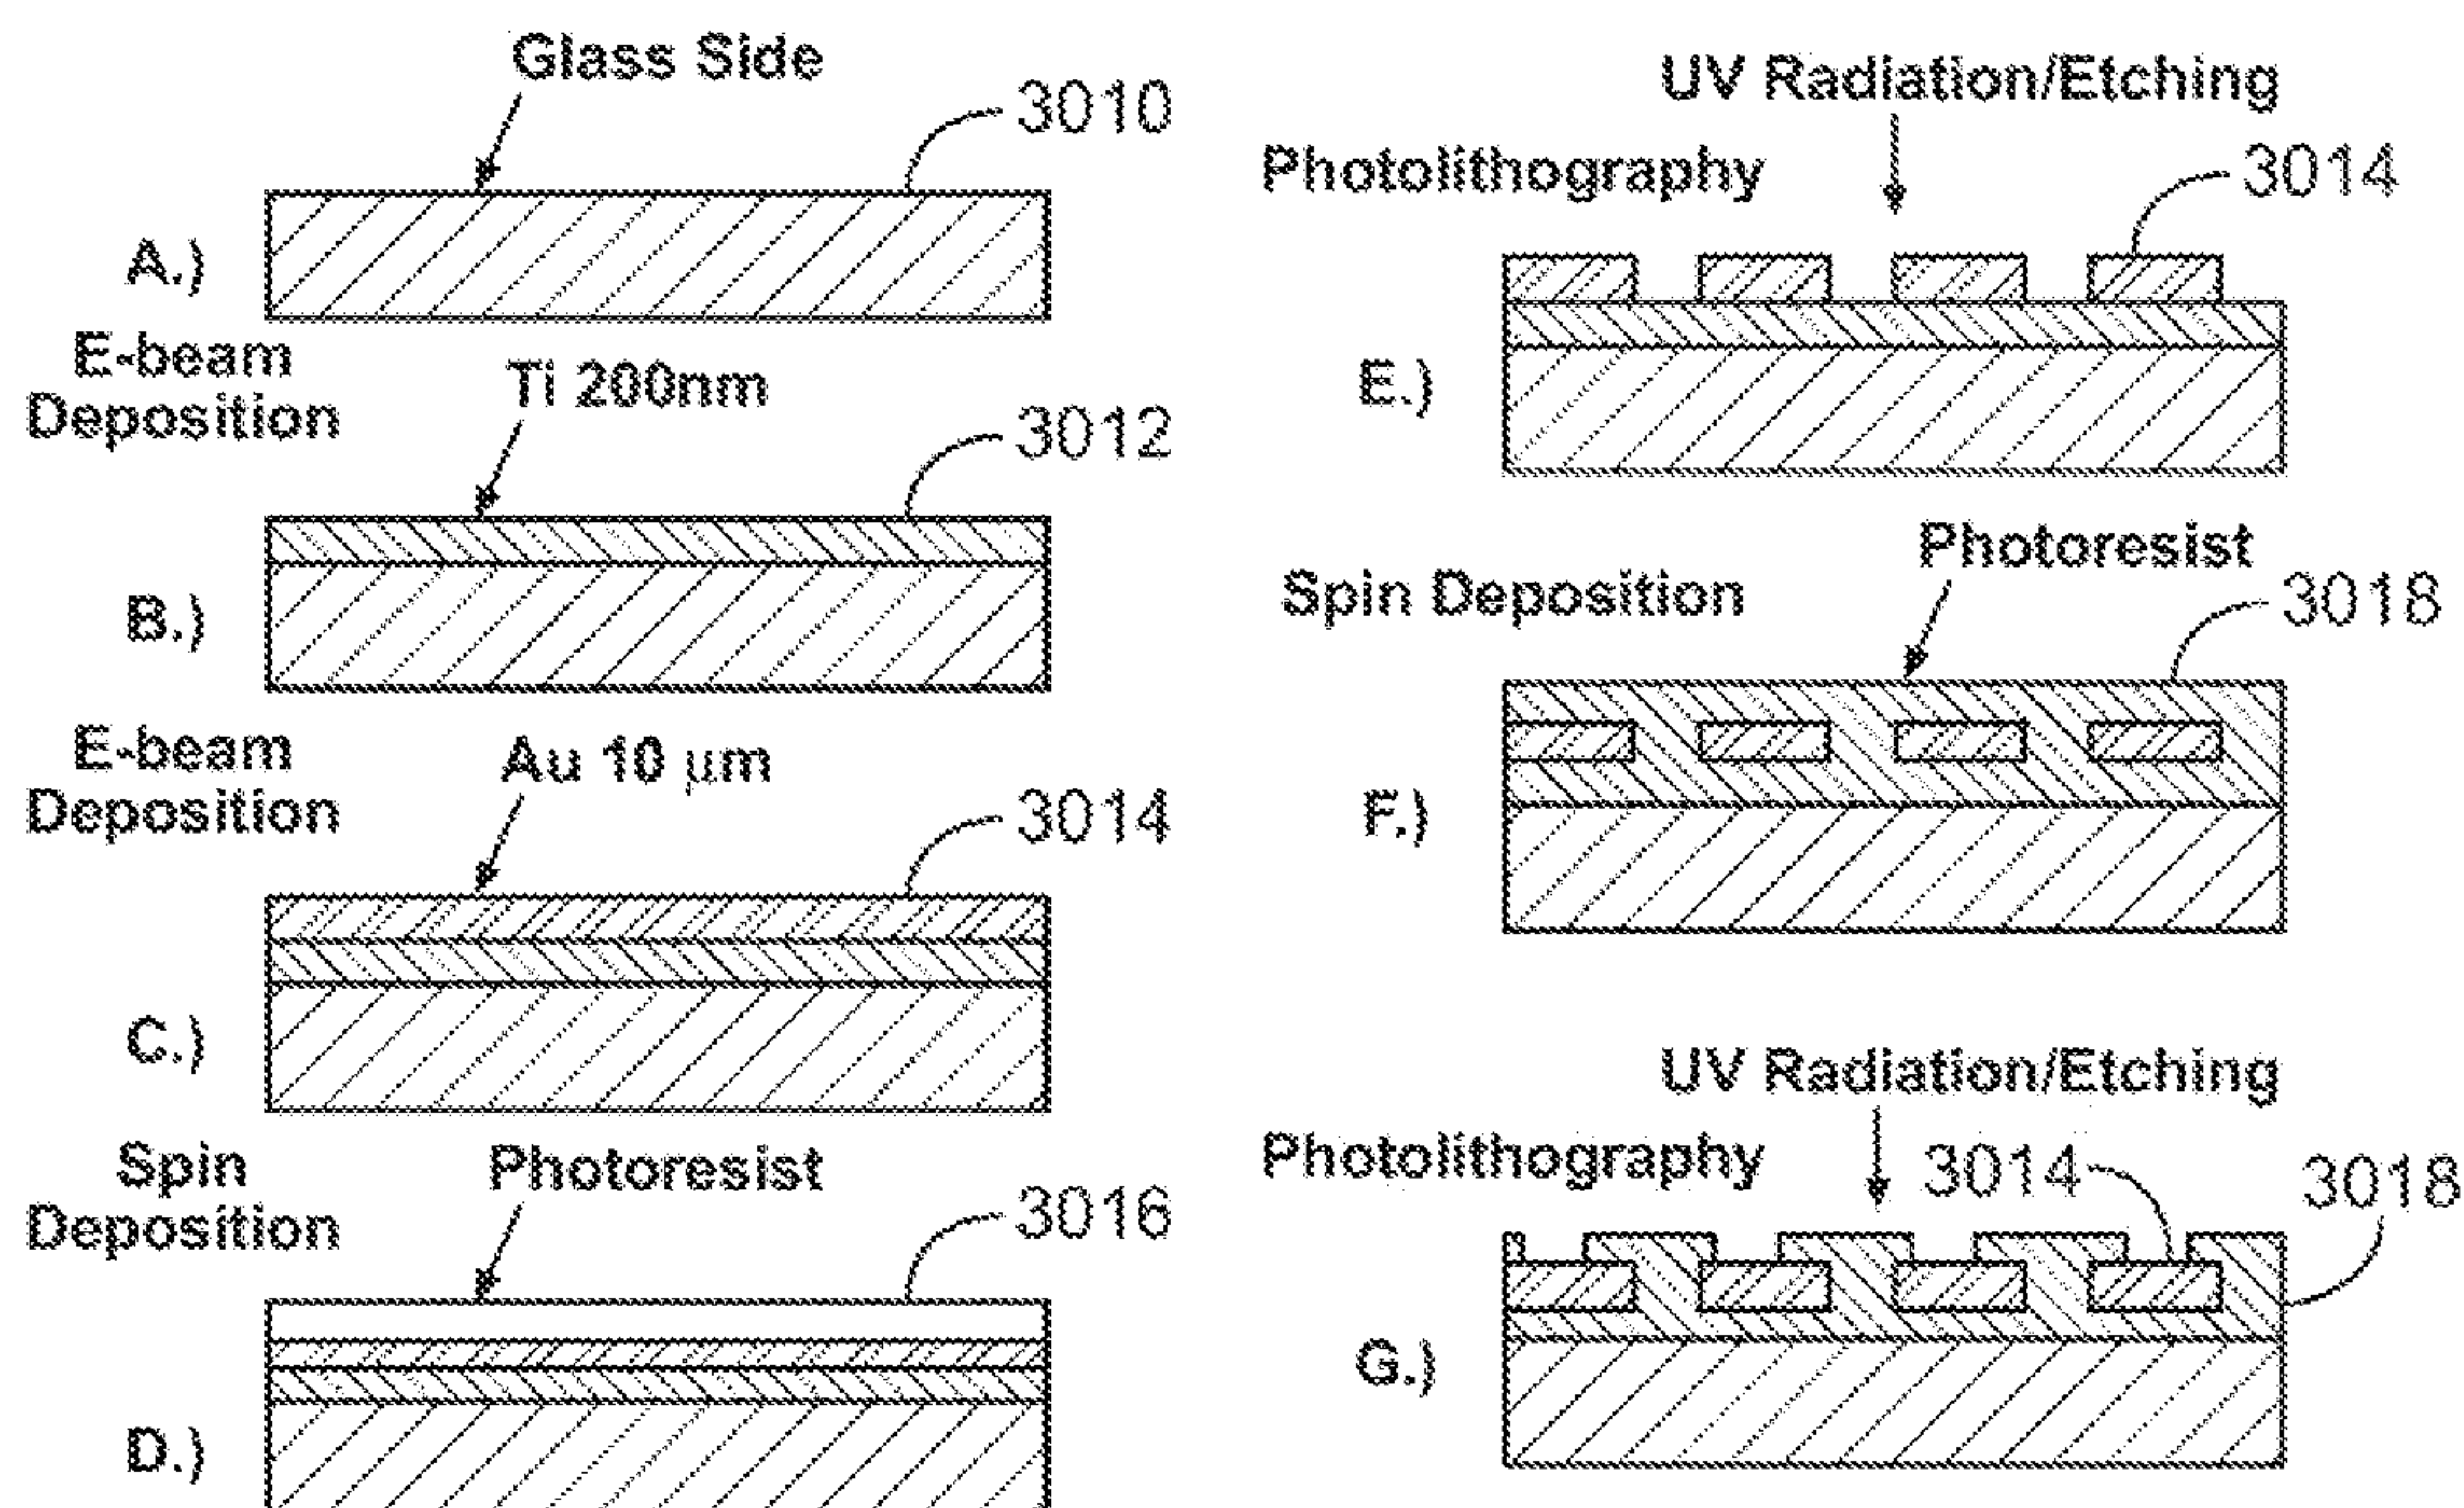 Glass Side
3010
A.)
E-beam
Deposition
Ti 200nm
3012
B.)
E-beam
Deposition
Au 10 μm
3014
C.)
Spin
Deposition
Photoresist
3016
D.)
UV Radiation/Etching
Photolithography
3014
E.)
Photoresist
Spin Deposition
3018
F.)
UV Radiation/Etching
Photolithography
3014
3018
G.)